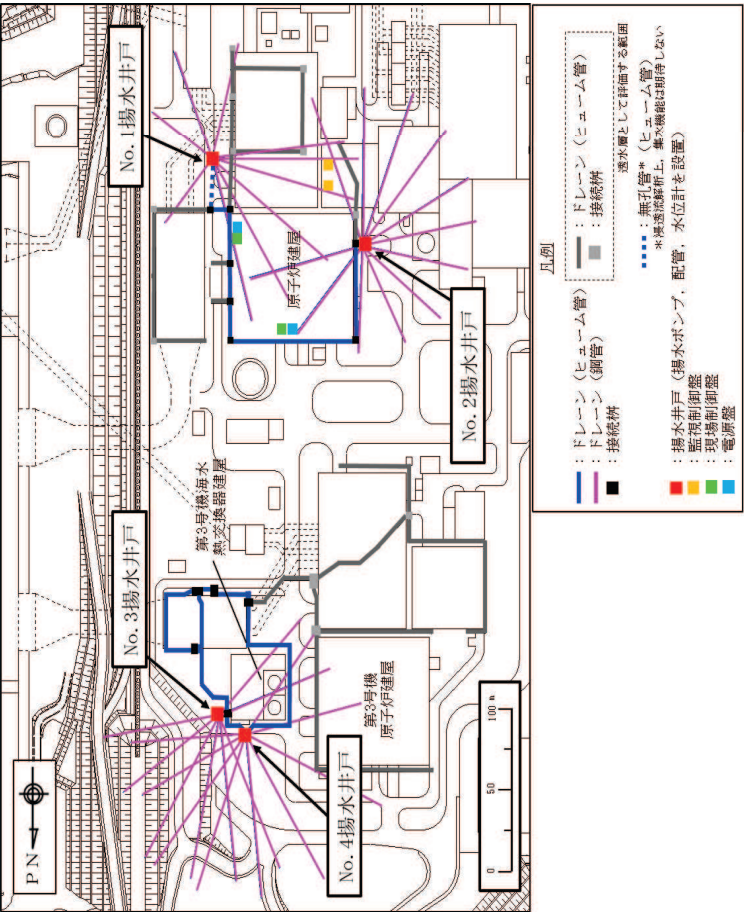 No. 1揚水井戸
No. 2揚水井戸
No. 3揚水井戸
No. 4揚水井戸
原子炉建屋
第3号機海水
熱交換器建屋
第3号機
原子炉建屋
PN
0 50 100 m
凡例
: ドレーン（ヒューム管）
: ドレーン（鋼管）
: 接続桝
: ドレーン（ヒューム管）
: 接続桝
透水層として評価する範囲
: 無孔管*（ヒューム管）
*浸透流解析上，集水機能は期待しない
: 揚水井戸（揚水ポンプ，配管，水位計を設置）
: 監視制御盤
: 現場制御盤
: 電源盤